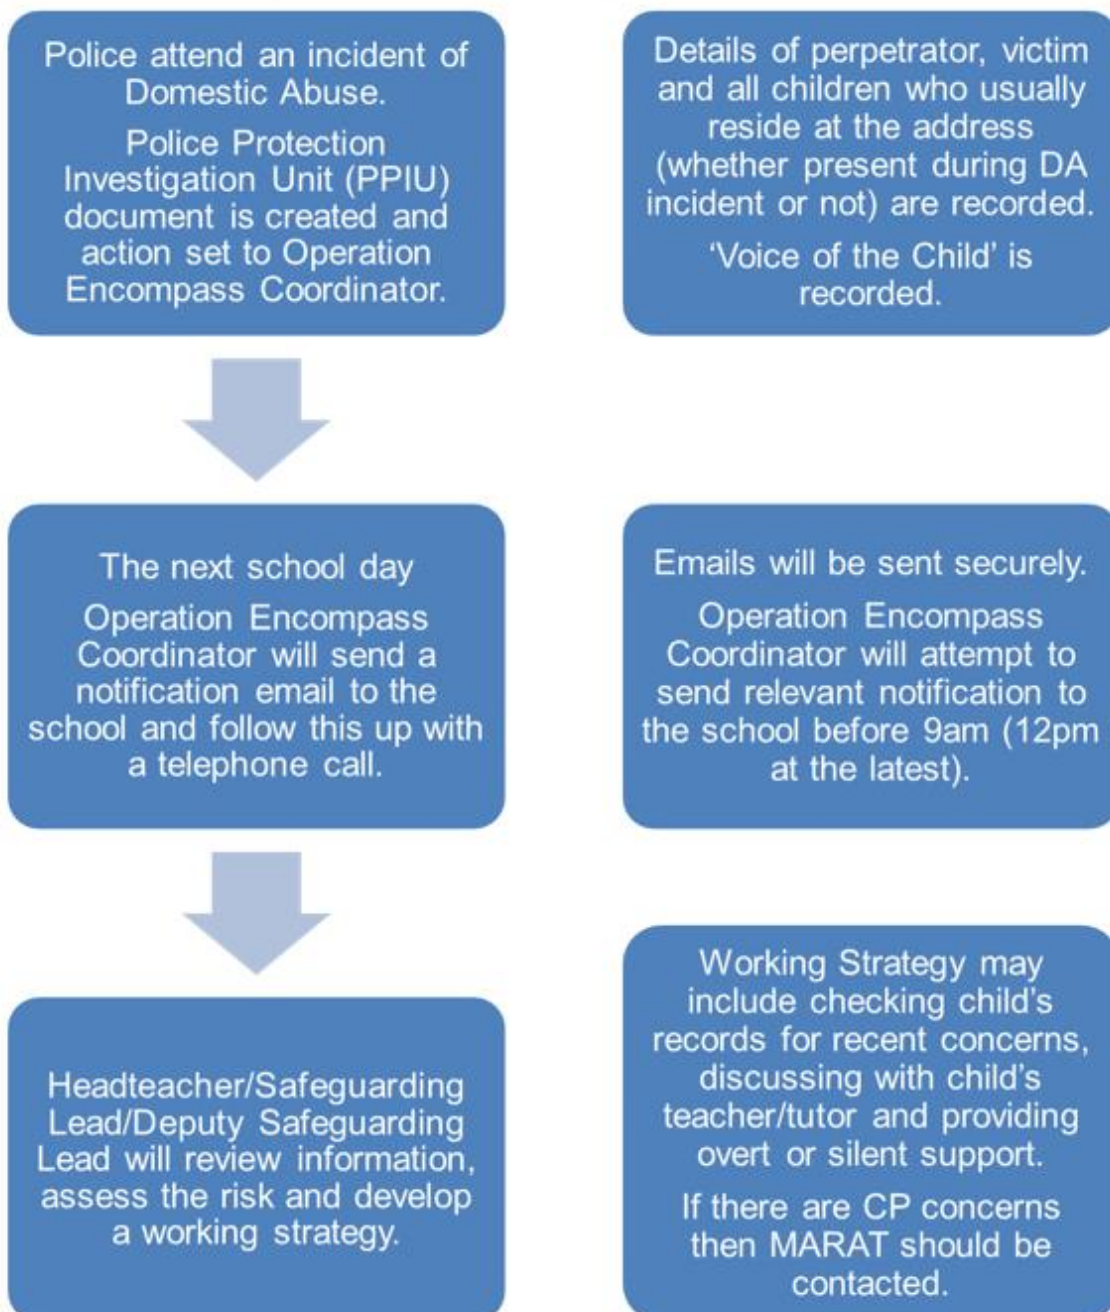 Police attend an incident of
Domestic Abuse.
Police Protection
Investigation Unit (PPIU)
document is created and
action set to Operation
Encompass Coordinator.
Details of perpetrator, victim
and all children who usually
reside at the address
(whether present during DA
incident or not) are recorded.
‘Voice of the Child’ is
recorded.
The next school day
Operation Encompass
Coordinator will send a
notification email to the
school and follow this up with
a telephone call.
Emails will be sent securely.
Operation Encompass
Coordinator will attempt to
send relevant notification to
the school before 9am (12pm
at the latest).
Headteacher/Safeguarding
Lead/Deputy Safeguarding
Lead will review information,
assess the risk and develop
a working strategy.
Working Strategy may
include checking child’s
records for recent concerns,
discussing with child’s
teacher/tutor and providing
overt or silent support.
If there are CP concerns
then MARAT should be
contacted.